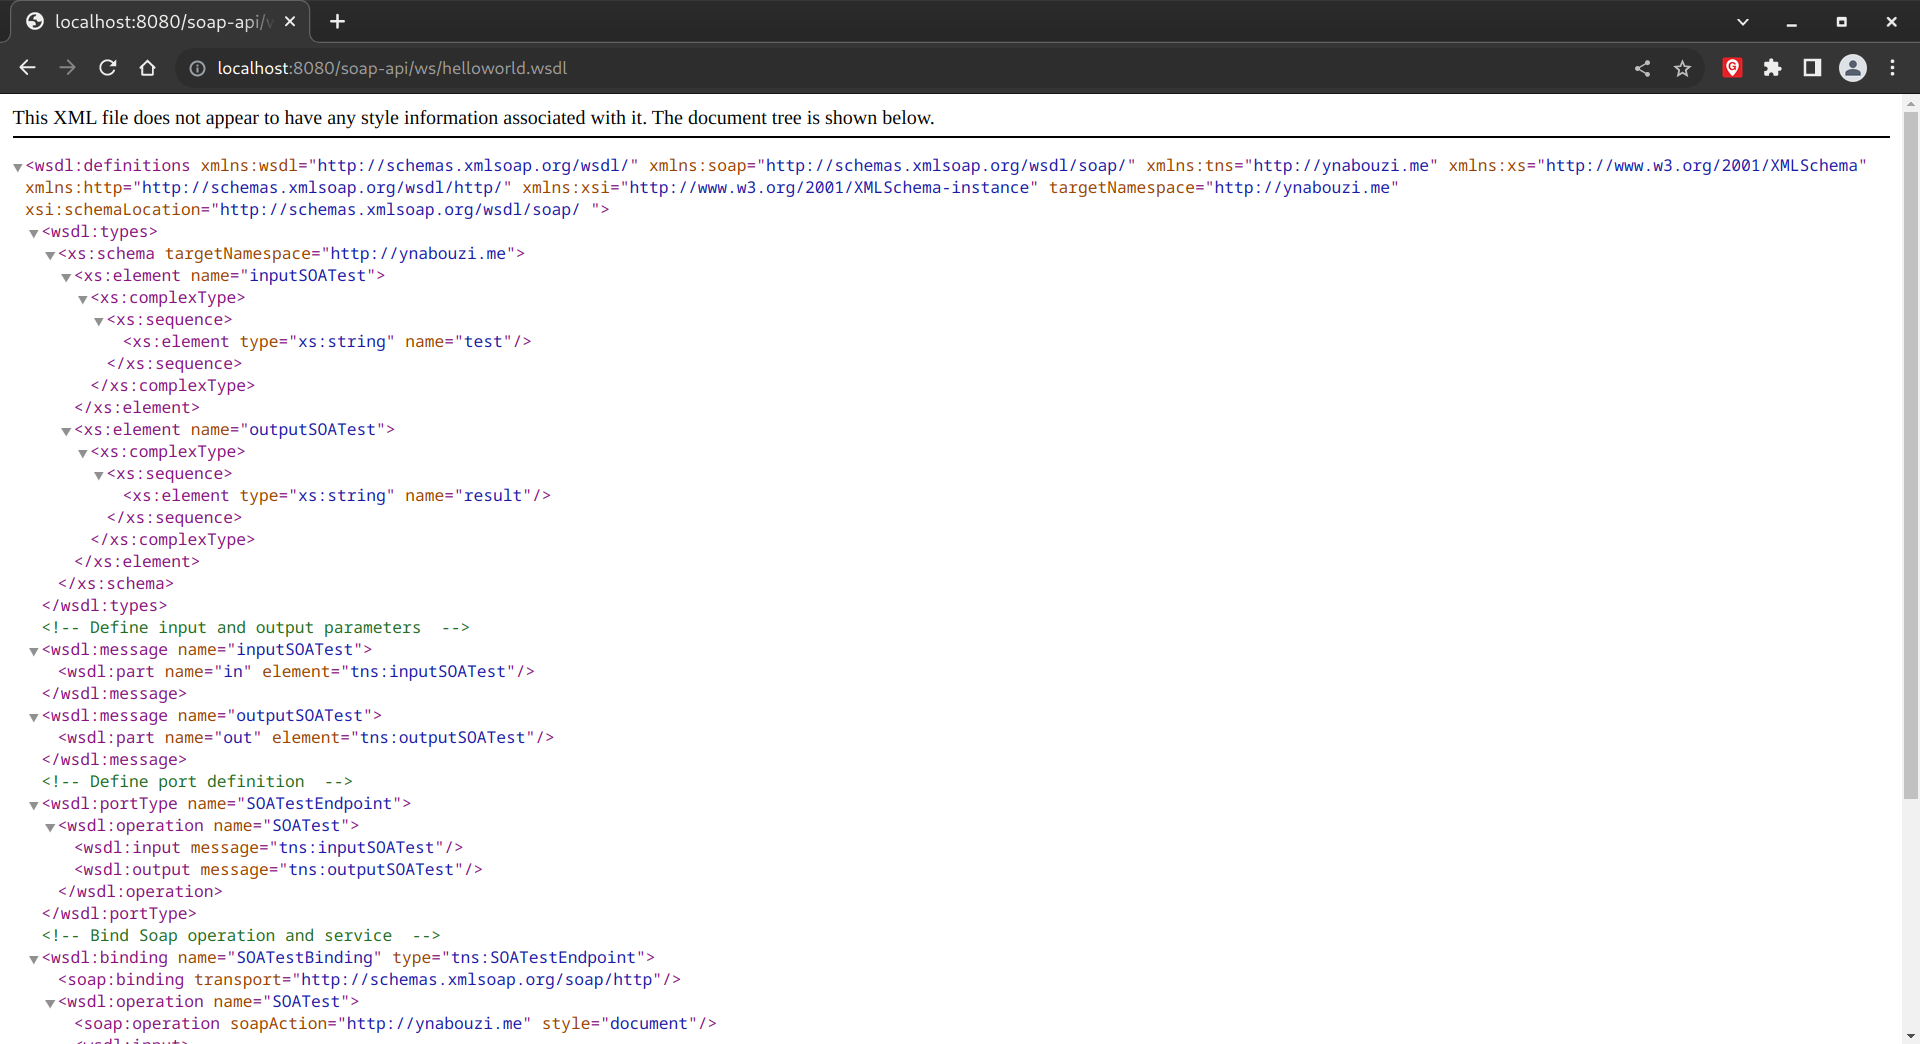 localhost:8080/soap-api/
localhost:8080/soap-api/ws/helloworld.wsdl
This XML file does not appear to have any style information associated with it. The document tree is shown below.
<wsdl:definitions xmlns:wsdl="http://schemas.xmlsoap.org/wsdl/" xmlns:soap="http://schemas.xmlsoap.org/wsdl/soap/" xmlns:tns="http://ynabouzi.me" xmlns:xs="http://www.w3.org/2001/XMLSchema"
xmlns:http="http://schemas.xmlsoap.org/wsdl/http/" xmlns:xsi="http://www.w3.org/2001/XMLSchema-instance" targetNamespace="http://ynabouzi.me"
xsi:schemaLocation="http://schemas.xmlsoap.org/wsdl/soap/ ">
<wsdl:types>
<xs:schema targetNamespace="http://ynabouzi.me">
<xs:element name="inputSOATest">
<xs:complexType>
<xs:sequence>
<xs:element type="xs:string" name="test"/>
</xs:sequence>
</xs:complexType>
</xs:element>
<xs:element name="outputSOATest">
<xs:complexType>
<xs:sequence>
<xs:element type="xs:string" name="result"/>
</xs:sequence>
</xs:complexType>
</xs:element>
</xs:schema>
</wsdl:types>
<!-- Define input and output parameters  -->
<wsdl:message name="inputSOATest">
<wsdl:part name="in" element="tns:inputSOATest"/>
</wsdl:message>
<wsdl:message name="outputSOATest">
<wsdl:part name="out" element="tns:outputSOATest"/>
</wsdl:message>
<!-- Define port definition  -->
<wsdl:portType name="SOATestEndpoint">
<wsdl:operation name="SOATest">
<wsdl:input message="tns:inputSOATest"/>
<wsdl:output message="tns:outputSOATest"/>
</wsdl:operation>
</wsdl:portType>
<!-- Bind Soap operation and service  -->
<wsdl:binding name="SOATestBinding" type="tns:SOATestEndpoint">
<soap:binding transport="http://schemas.xmlsoap.org/soap/http"/>
<wsdl:operation name="SOATest">
<soap:operation soapAction="http://ynabouzi.me" style="document"/>
<wsdl:input>